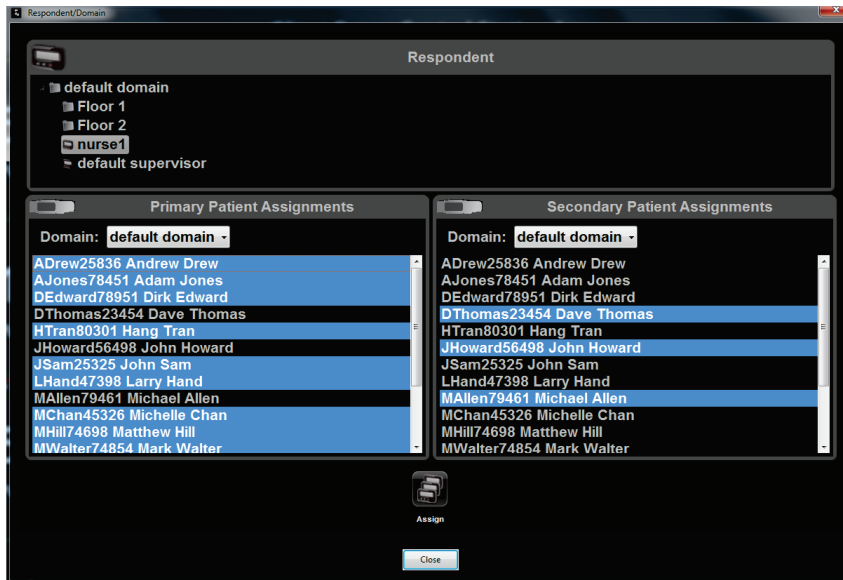 Respondent/Domain
Respondent
default domain
Floor 1
Floor 2
nurse1
default supervisor
Primary Patient Assignments
Domain: default domain
ADrew25836 Andrew Drew
AJones78451 Adam Jones
DEdward78951 Dirk Edward
DThomas23454 Dave Thomas
HTran80301 Hang Tran
JHoward56498 John Howard
JSam25325 John Sam
LHand47398 Larry Hand
MAllen79461 Michael Allen
MChan45326 Michelle Chan
MHill74698 Matthew Hill
MWalter74854 Mark Walter
Secondary Patient Assignments
Domain: default domain
ADrew25836 Andrew Drew
AJones78451 Adam Jones
DEdward78951 Dirk Edward
DThomas23454 Dave Thomas
HTran80301 Hang Tran
JHoward56498 John Howard
JSam25325 John Sam
LHand47398 Larry Hand
MAllen79461 Michael Allen
MChan45326 Michelle Chan
MHill74698 Matthew Hill
MWalter74854 Mark Walter
Assign
Close